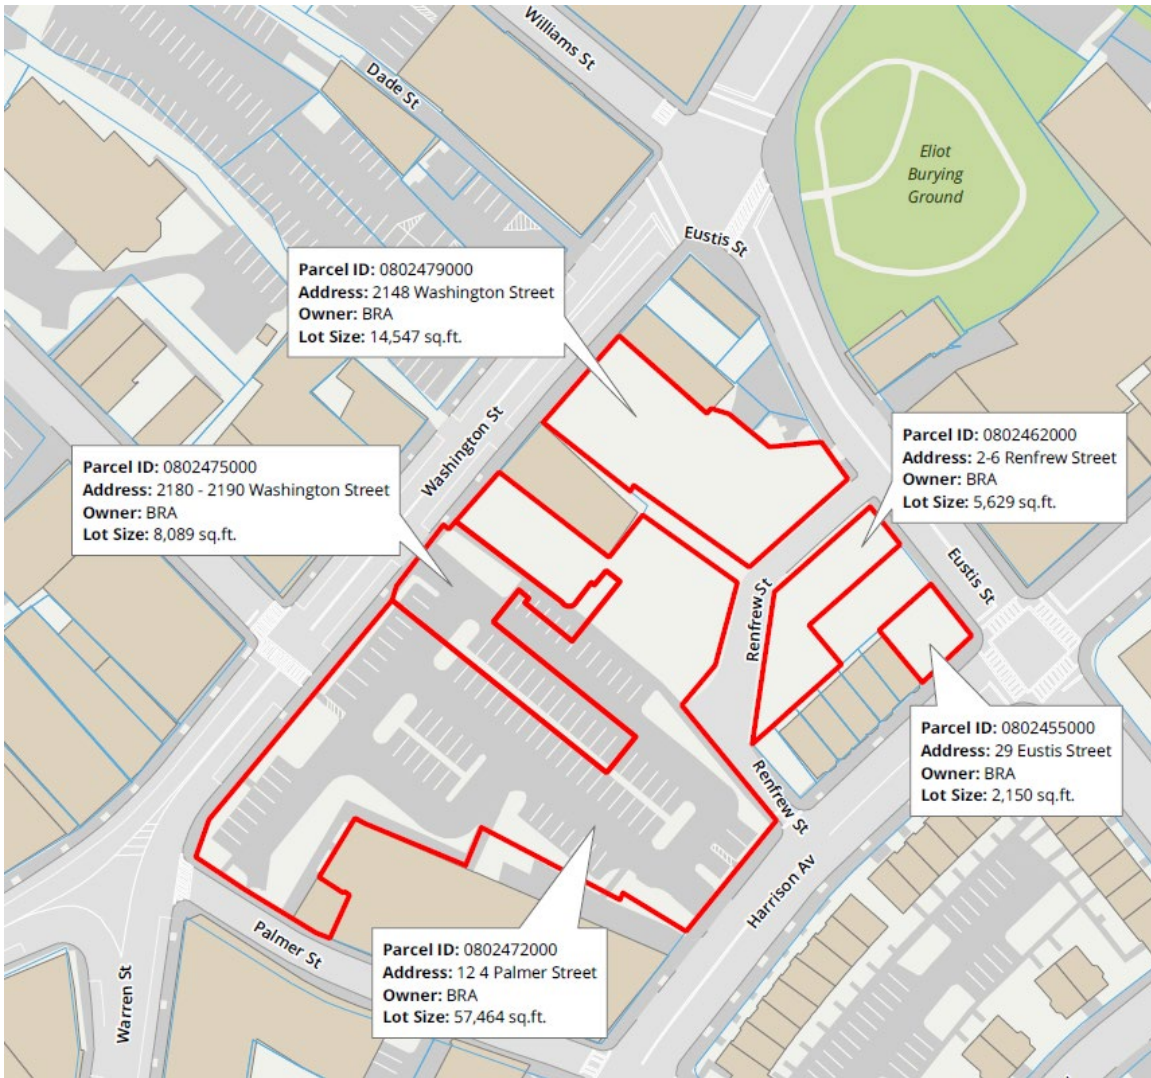 Williams St
Dade St
Eliot
Burying
Ground
Eustis St
Parcel ID: 0802479000
Address: 2148 Washington Street
Owner: BRA
Lot Size: 14,547 sq.ft.
Washington St
Parcel ID: 0802462000
Address: 2-6 Renfrew Street
Owner: BRA
Lot Size: 5,629 sq.ft.
Parcel ID: 0802475000
Address: 2180 - 2190 Washington Street
Owner: BRA
Lot Size: 8,089 sq.ft.
Eustis St
Renfrew St
Parcel ID: 0802455000
Address: 29 Eustis Street
Owner: BRA
Lot Size: 2,150 sq.ft.
Renfrew St
Harrison Av
Palmer St
Parcel ID: 0802472000
Address: 12 4 Palmer Street
Owner: BRA
Lot Size: 57,464 sq.ft.
Warren St